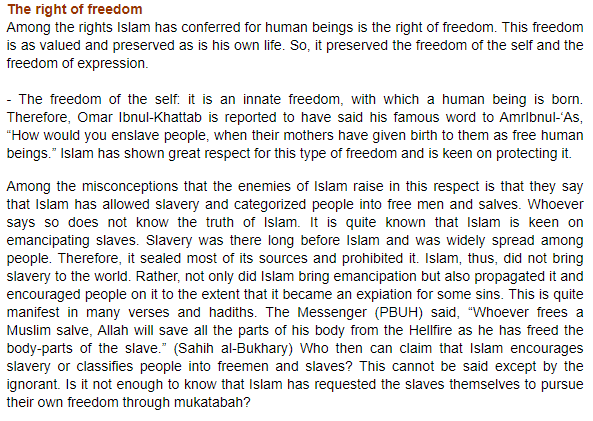 The right of freedom
Among the rights Islam has conferred for human beings is the right of freedom. This freedom
is as valued and preserved as is his own life. So, it preserved the freedom of the self and the
freedom of expression.
- The freedom of the self: it is an innate freedom, with which a human being is born.
Therefore, Omar Ibnul-Khattab is reported to have said his famous word to AmrIbnul-‘As,
“How would you enslave people, when their mothers have given birth to them as free human
beings.” Islam has shown great respect for this type of freedom and is keen on protecting it.
Among the misconceptions that the enemies of Islam raise in this respect is that they say
that Islam has allowed slavery and categorized people into free men and salves. Whoever
says so does not know the truth of Islam. It is quite known that Islam is keen on
emancipating slaves. Slavery was there long before Islam and was widely spread among
people. Therefore, it sealed most of its sources and prohibited it. Islam, thus, did not bring
slavery to the world. Rather, not only did Islam bring emancipation but also propagated it and
encouraged people on it to the extent that it became an expiation for some sins. This is quite
manifest in many verses and hadiths. The Messenger (PBUH) said, “Whoever frees a
Muslim salve, Allah will save all the parts of his body from the Hellfire as he has freed the
body-parts of the slave.” (Sahih al-Bukhary) Who then can claim that Islam encourages
slavery or classifies people into freemen and slaves? This cannot be said except by the
ignorant. Is it not enough to know that Islam has requested the slaves themselves to pursue
their own freedom through mukatabah?